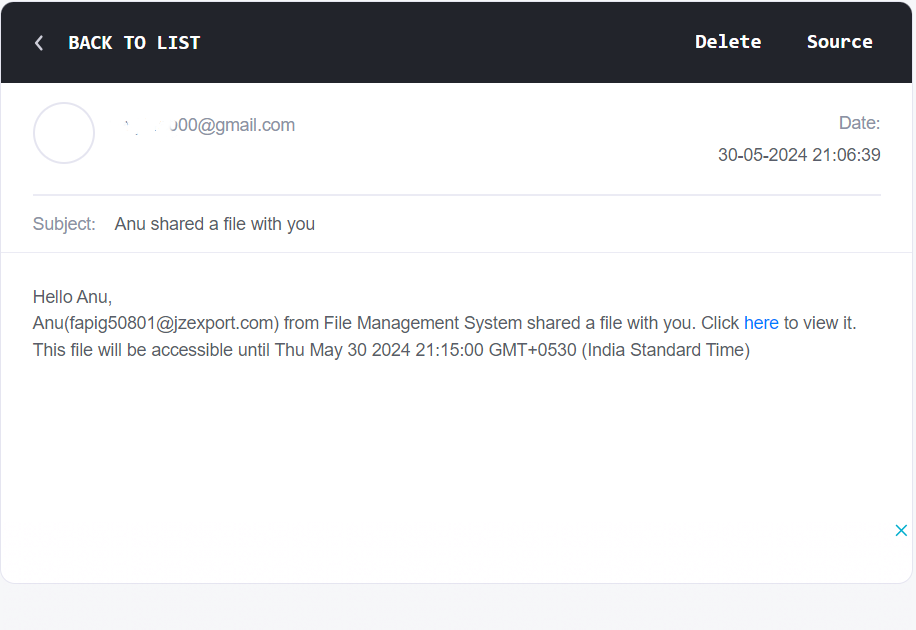 BACK TO LIST Delete Source
00@gmail.com Date:
30-05-2024 21:06:39
Subject: Anu shared a file with you
Hello Anu,
Anu(fapig50801@jzexport.com) from File Management System shared a file with you. Click here to view it.
This file will be accessible until Thu May 30 2024 21:15:00 GMT+0530 (India Standard Time)